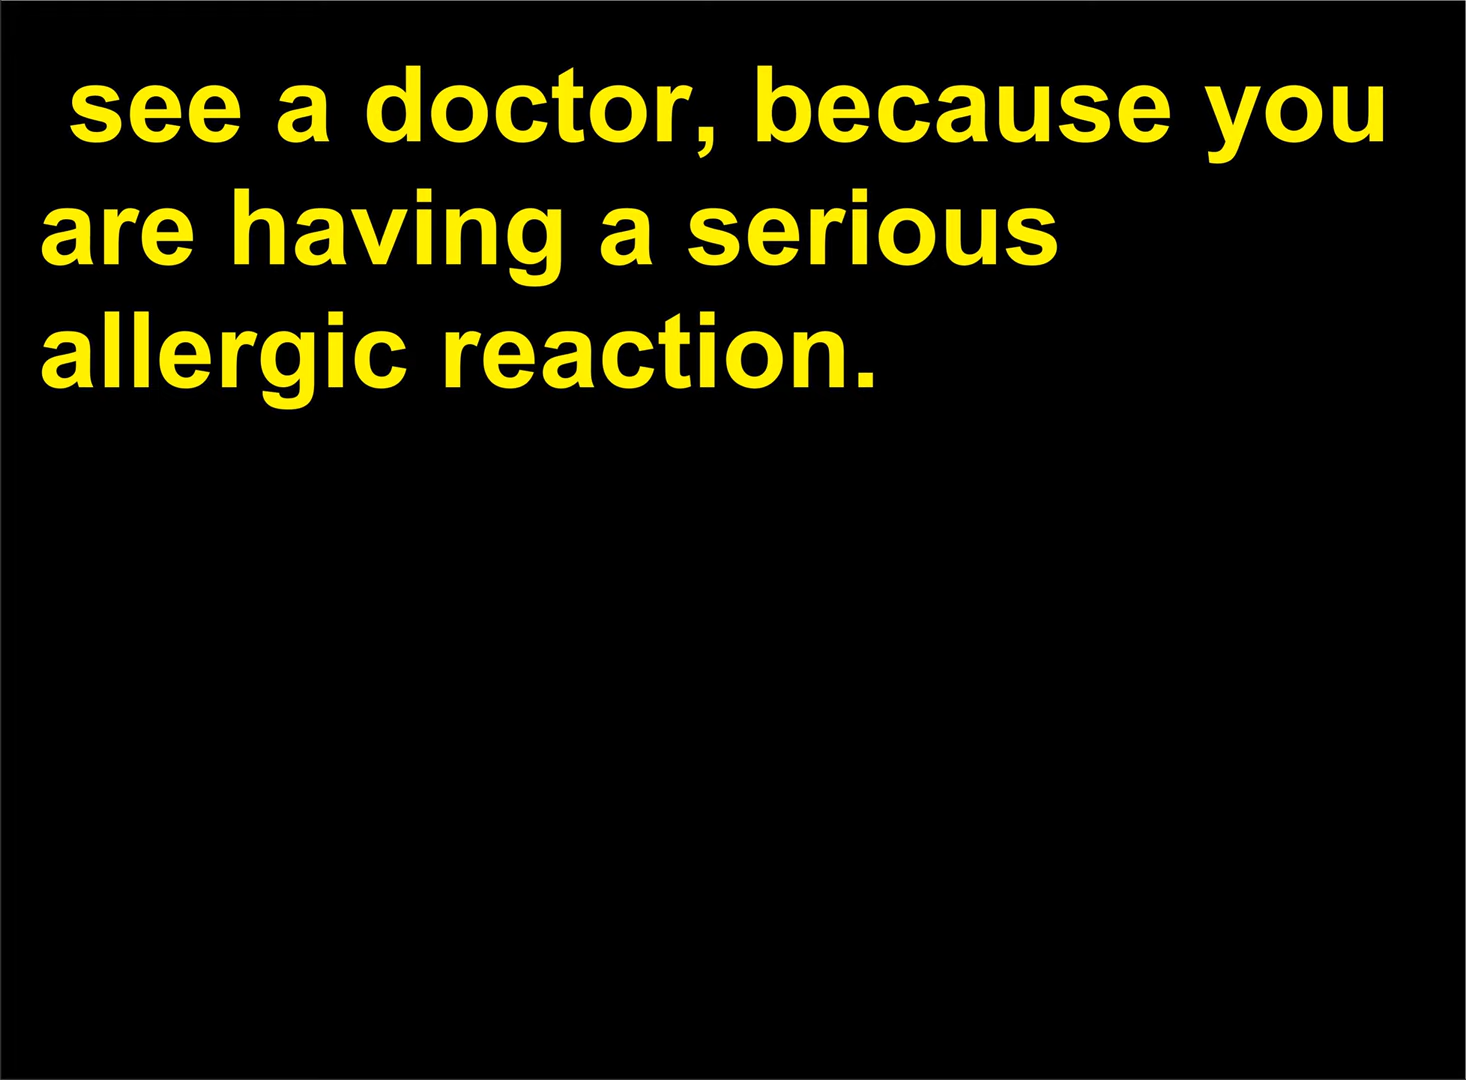 see a doctor, because you
are having a serious
allergic reaction.